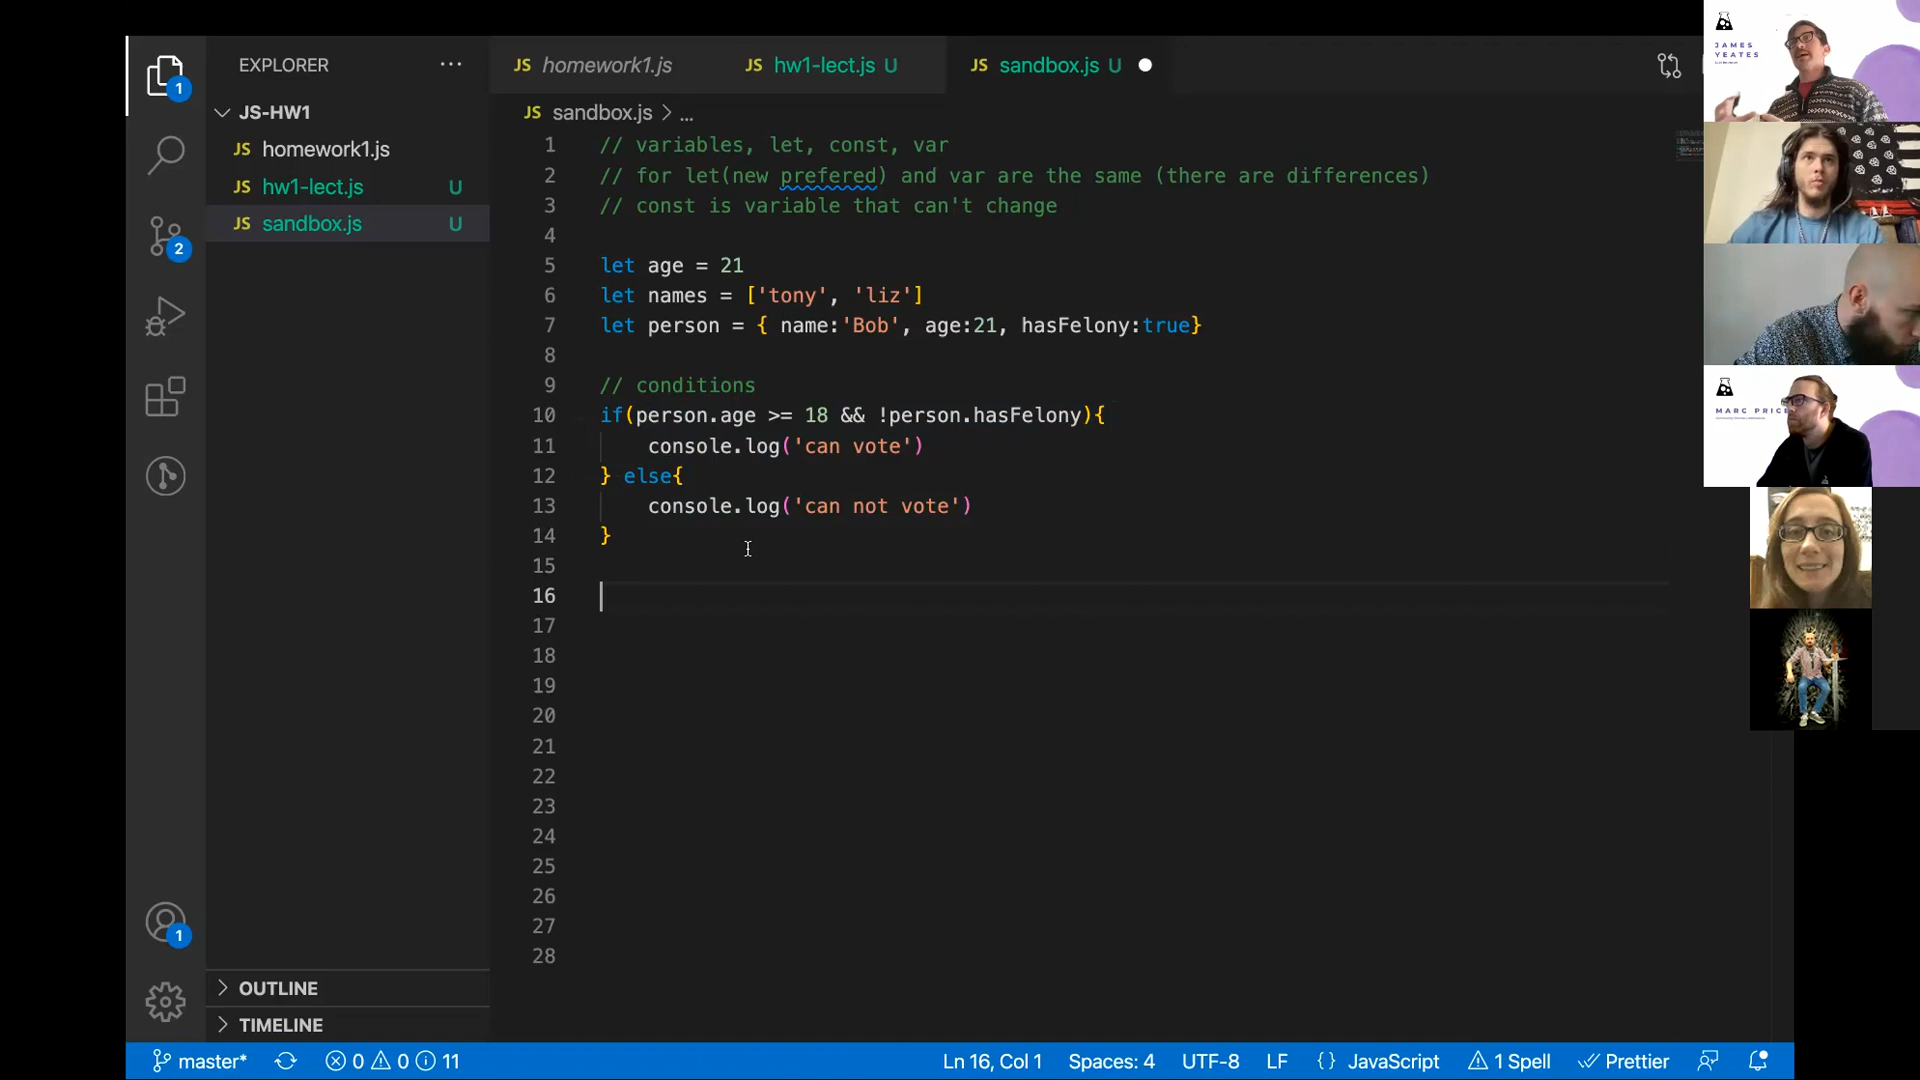 EXPLORER
JS-HW1
JS homework1.js
JS hw1-lect.js U
JS sandbox.js U
OUTLINE
TIMELINE
JS homework1.js
JS hw1-lect.js U
JS sandbox.js U
JS sandbox.js > ...
1 // variables, let, const, var
2 // for let(new prefered) and var are the same (there are differences)
3 // const is variable that can't change
4
5 let age = 21
6 let names = ['tony', 'liz']
7 let person = { name:'Bob', age:21, hasFelony:true}
8
9 // conditions
10 if(person.age >= 18 && !person.hasFelony){
11 console.log('can vote')
12 } else{
13 console.log('can not vote')
14 }
15
16
17
18
19
20
21
22
23
24
25
26
27
28
1
2
1
master* 0 0 11
Ln 16, Col 1 Spaces: 4 UTF-8 LF {} JavaScript 1 Spell Prettier
JAMES
YEATES
MARC PRICE